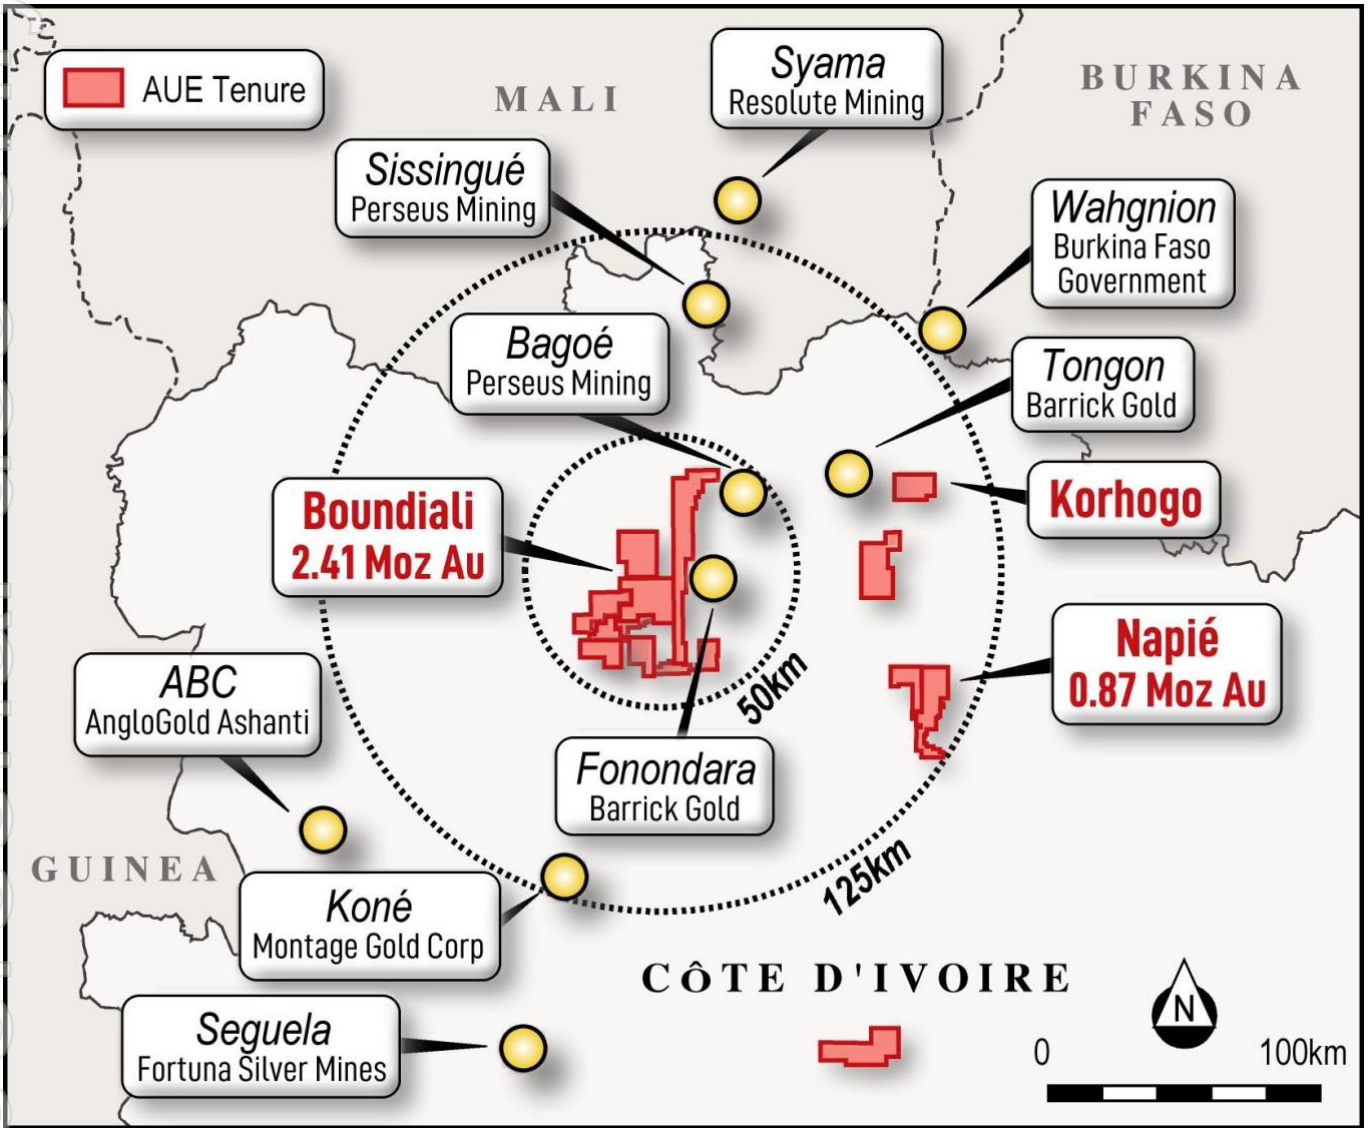 AUE Tenure
MALI
Syama
Resolute Mining
BURKINA
FASO
Sissingué
Perseus Mining
Wahgnion
Burkina Faso
Government
Bagoé
Perseus Mining
Tongon
Barrick Gold
Boundiali
2.41 Moz Au
Korhogo
Napié
0.87 Moz Au
50km
ABC
AngloGold Ashanti
Fonondara
Barrick Gold
125km
GUINEA
Koné
Montage Gold Corp
CÔTE D'IVOIRE
Seguela
Fortuna Silver Mines
N
0 100km